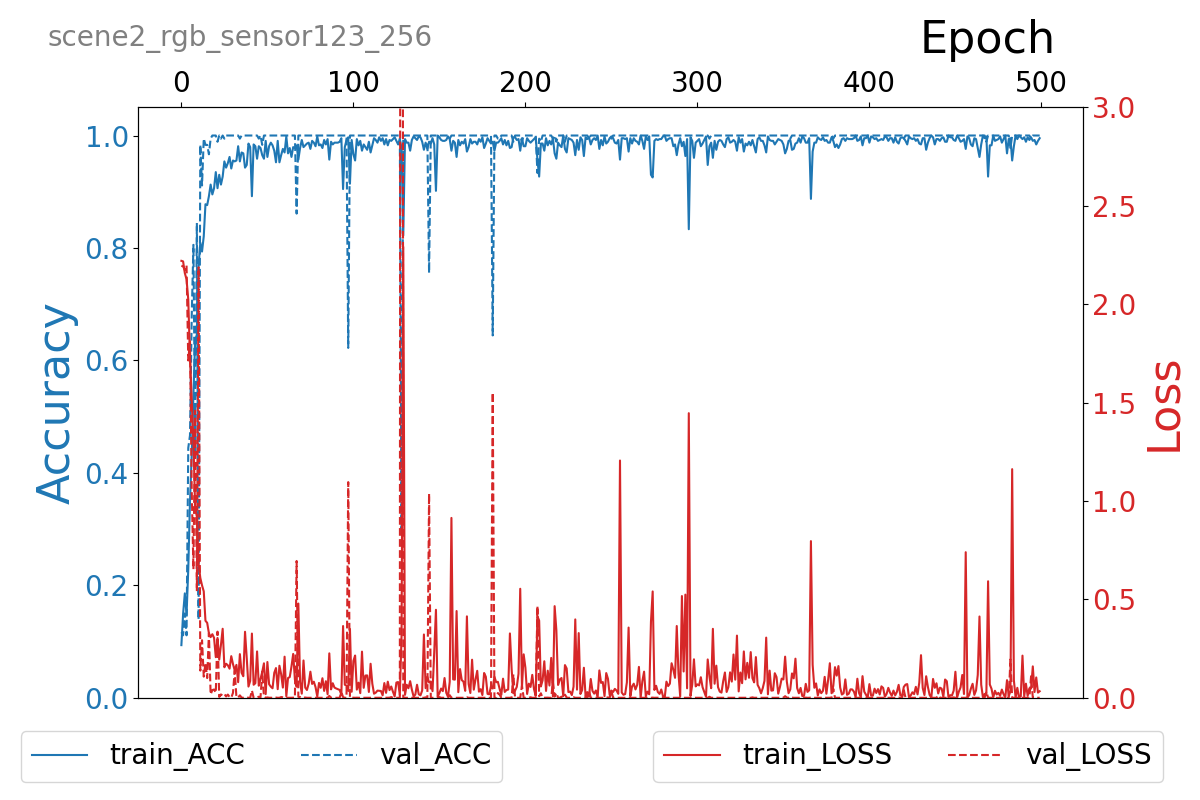 scene2_rgb_sensor123_256
Epoch
0 100 200 300 400 500
1.0
0.8
0.6
0.4
0.2
0.0
Accuracy
3.0
2.5
2.0
1.5
1.0
0.5
0.0
Loss
train_ACC val_ACC
train_LOSS val_LOSS